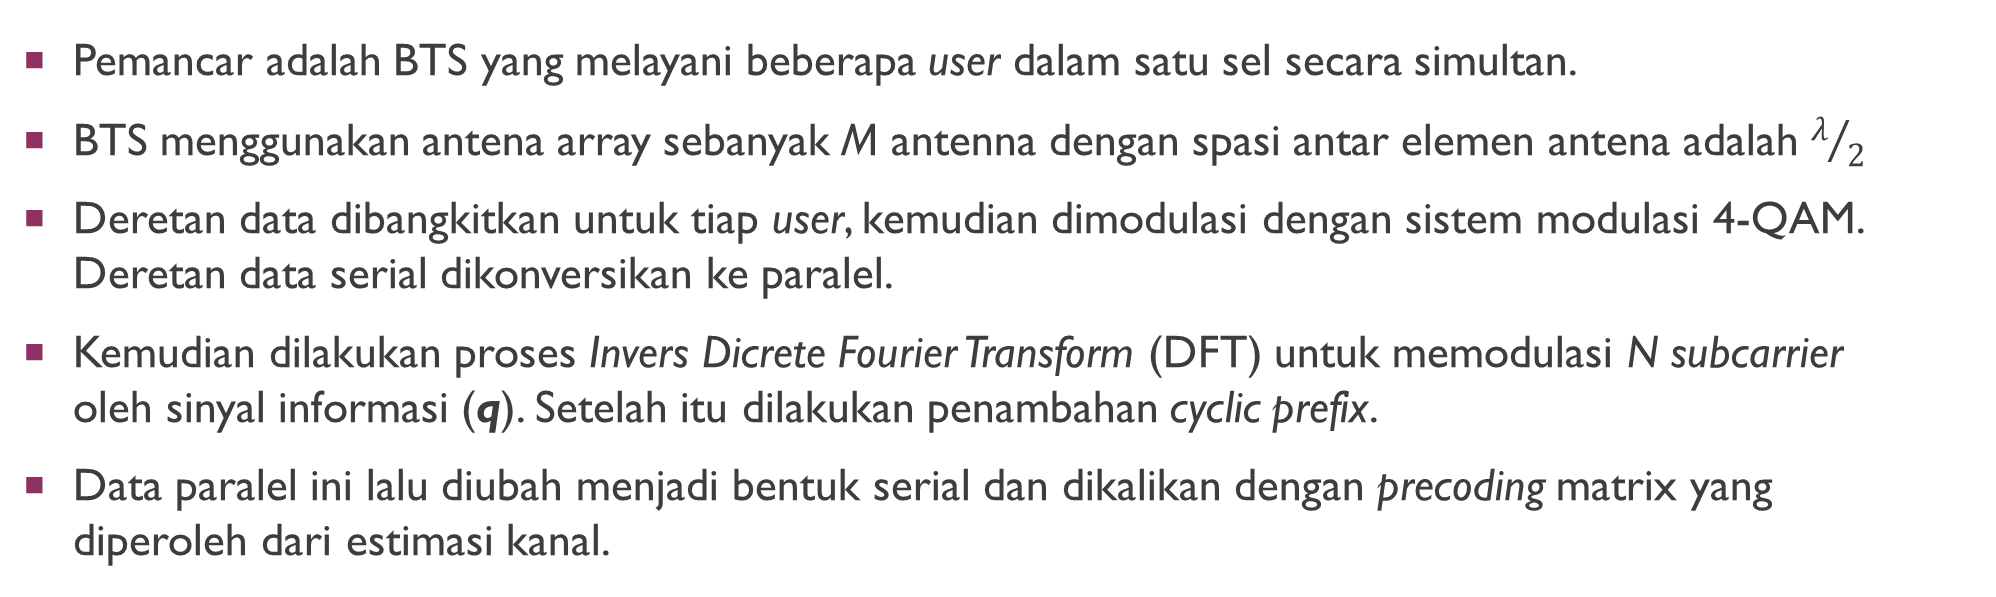 ▪ Pemancar adalah BTS yang melayani beberapa user dalam satu sel secara simultan.
▪ BTS menggunakan antena array sebanyak M antenna dengan spasi antar elemen antena adalah λ/2
▪ Deretan data dibangkitkan untuk tiap user, kemudian dimodulasi dengan sistem modulasi 4-QAM.
Deretan data serial dikonversikan ke paralel.
▪ Kemudian dilakukan proses Invers Dicrete Fourier Transform (DFT) untuk memodulasi N subcarrier
oleh sinyal informasi (q). Setelah itu dilakukan penambahan cyclic prefix.
▪ Data paralel ini lalu diubah menjadi bentuk serial dan dikalikan dengan precoding matrix yang
diperoleh dari estimasi kanal.